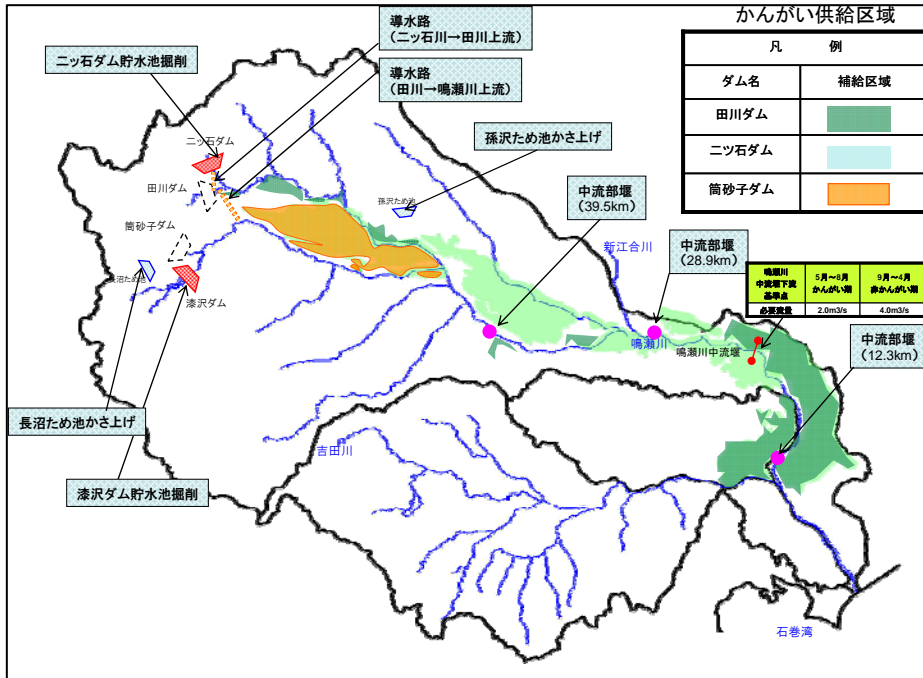 導水路
（二ッ石川→田川上流）
二ッ石ダム貯水池掘削
導水路
（田川→鳴瀬川上流）
かんがい供給区域
凡　例
ダム名　補給区域
田川ダム
二ツ石ダム
筒砂子ダム
孫沢ため池かさ上げ
二ッ石ダム
田川ダム
孫沢ため池
中流部堰
（39.5km）
筒砂子ダム
新江合川
中流部堰
（28.9km）
長沼ため池
漆沢ダム
鳴瀬川
中流堰下流
基準点
5月～8月
かんがい期
9月～4月
非かんがい期
必要流量　2.0m3/s　4.0m3/s
鳴瀬川
鳴瀬川中流堰
中流部堰
（12.3km）
長沼ため池かさ上げ
吉田川
漆沢ダム貯水池掘削
石巻湾